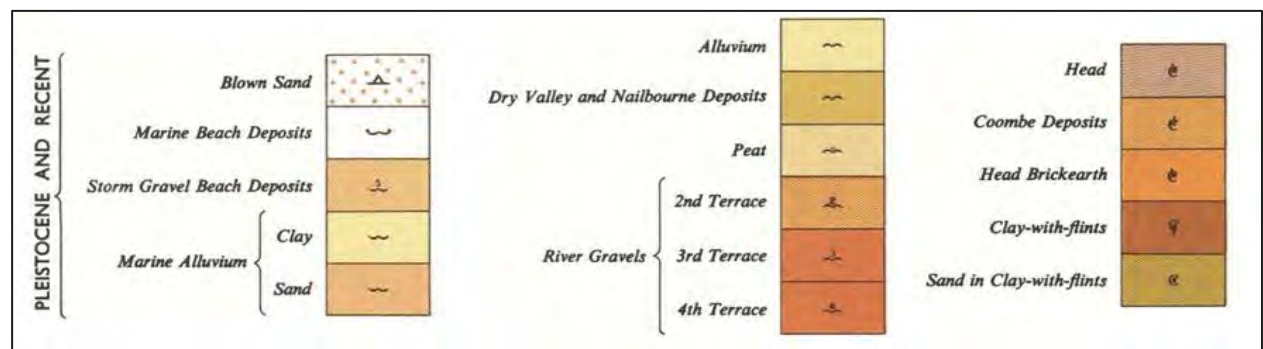 PLEISTOCENE AND RECENT
Blown Sand
Marine Beach Deposits
Storm Gravel Beach Deposits
Marine Alluvium
Clay
Sand
Alluvium
Dry Valley and Nailbourne Deposits
Peat
River Gravels
2nd Terrace
3rd Terrace
4th Terrace
Head
Coombe Deposits
Head Brickearth
Clay-with-flints
Sand in Clay-with-flints